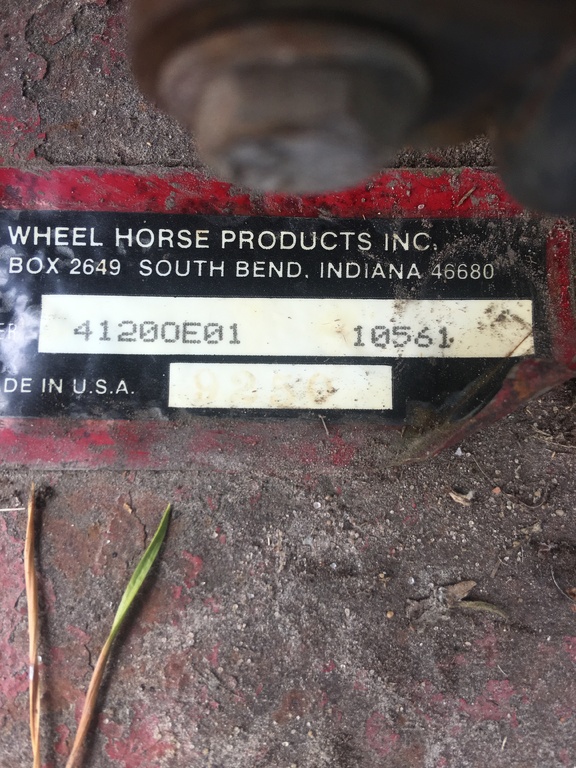 WHEEL HORSE PRODUCTS INC.
BOX 2649 SOUTH BEND, INDIANA 46680
41200E01 10561
DE IN U.S.A.